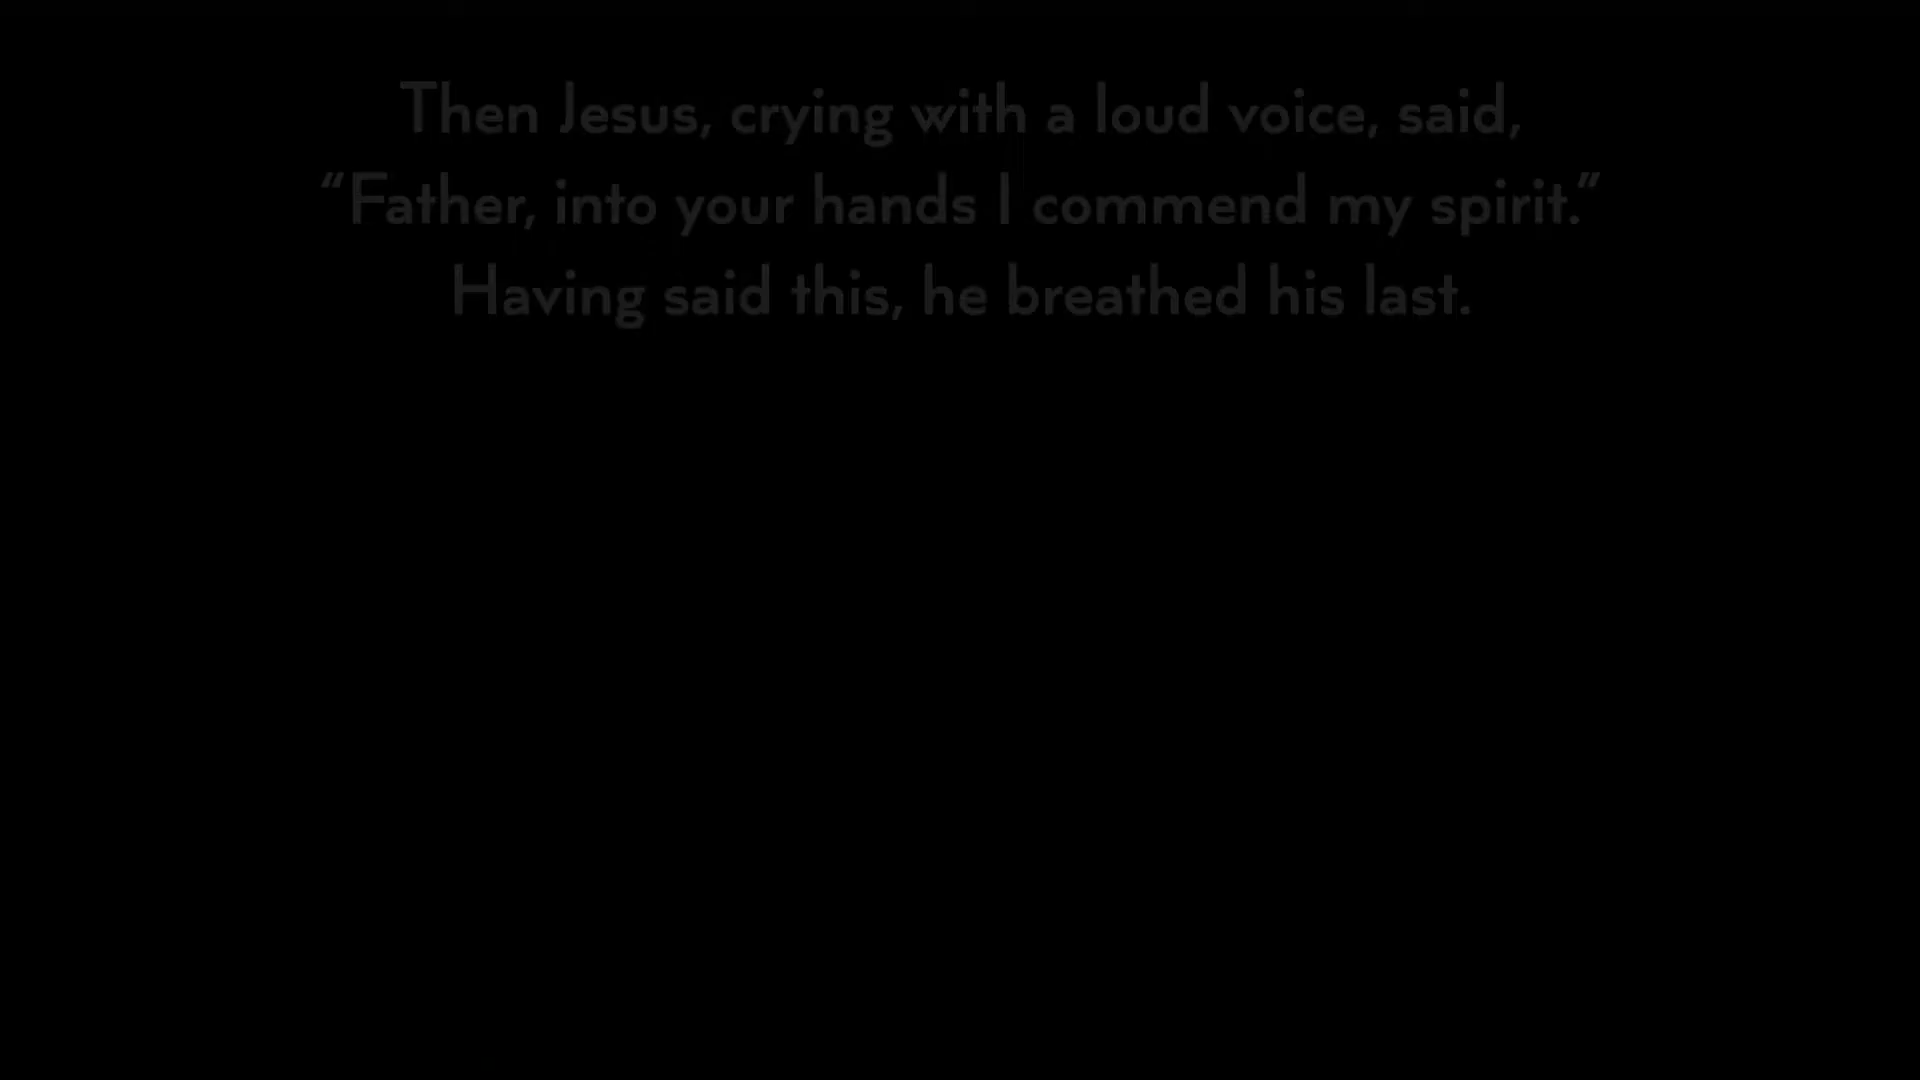 Then Jesus, crying with a loud voice, said,
“Father, into your hands I commend my spirit.”
Having said this, he breathed his last.